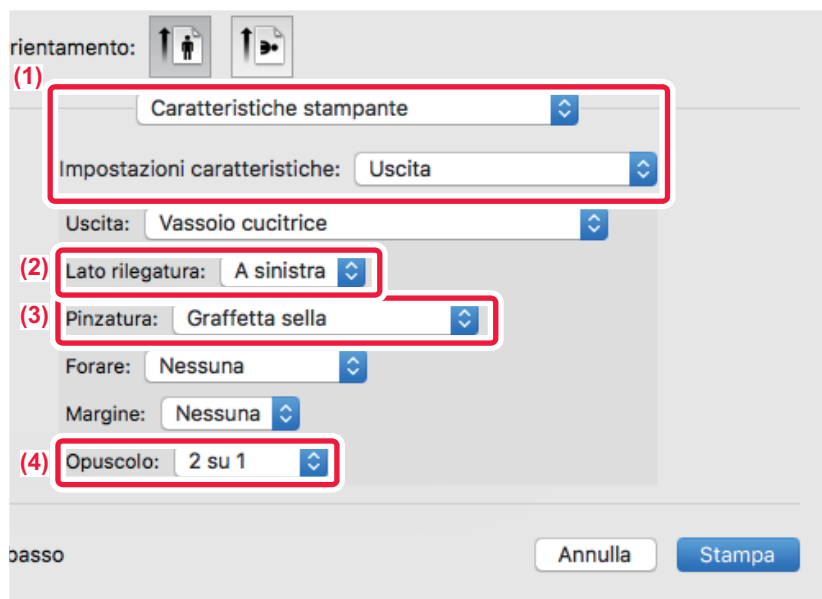 rientamento:
(1)
Caratteristiche stampante
Impostazioni caratteristiche: Uscita
Uscita: Vassoio cucitrice
(2) Lato rilegatura: A sinistra
(3) Pinzatura: Graffetta sella
Forare: Nessuna
Margine: Nessuna
(4) Opuscolo: 2 su 1
passo Annulla Stampa